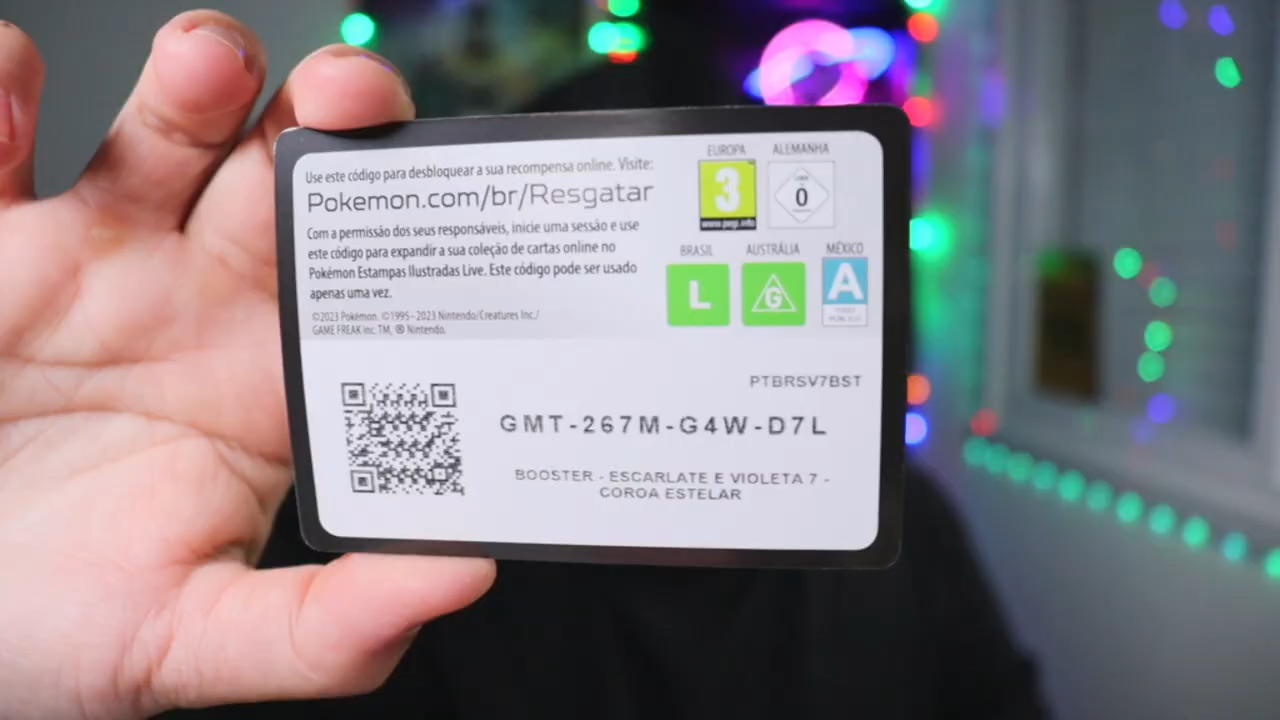 Use este código para desbloquear a sua recompensa online. Visite:
Pokemon.com/br/Resgatar
Com a permissão dos seus responsáveis, inicie uma sessão e use
este código para expandir a sua coleção de cartas online no
Pokémon Estampas Ilustradas Live. Este código pode ser usado
apenas uma vez.
©2023 Pokémon. ©1995-2023 Nintendo/Creatures Inc./
GAME FREAK inc. TM, ® Nintendo.
EUROPA
3
www.pegi.info
ALEMANHA
0
BRASIL
L
AUSTRÁLIA
G
MÉXICO
A
PTBRSV7BST
GMT-267M-G4W-D7L
BOOSTER - ESCARLATE E VIOLETA 7 -
COROA ESTELAR